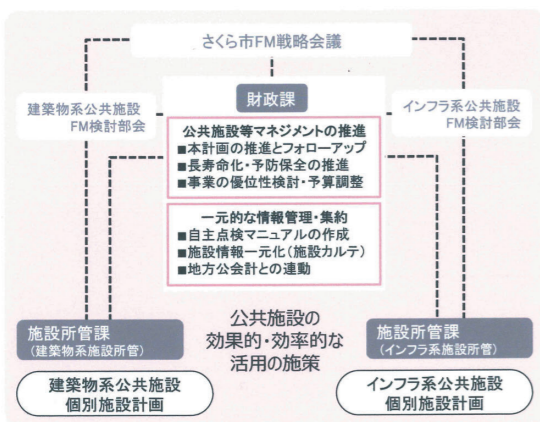 さくら市FM戦略会議
建築物系公共施設
FM検討部会
財政課
インフラ系公共施設
FM検討部会
公共施設等マネジメントの推進
■本計画の推進とフォローアップ
■長寿命化・予防保全の推進
■事業の優位性検討・予算調整
一元的な情報管理・集約
■自主点検マニュアルの作成
■施設情報一元化(施設カルテ)
■地方公会計との連動
公共施設の
効果的・効率的な
活用の施策
施設所管課
(建築物系施設所管)
施設所管課
(インフラ系施設所管)
建築物系公共施設
個別施設計画
インフラ系公共施設
個別施設計画